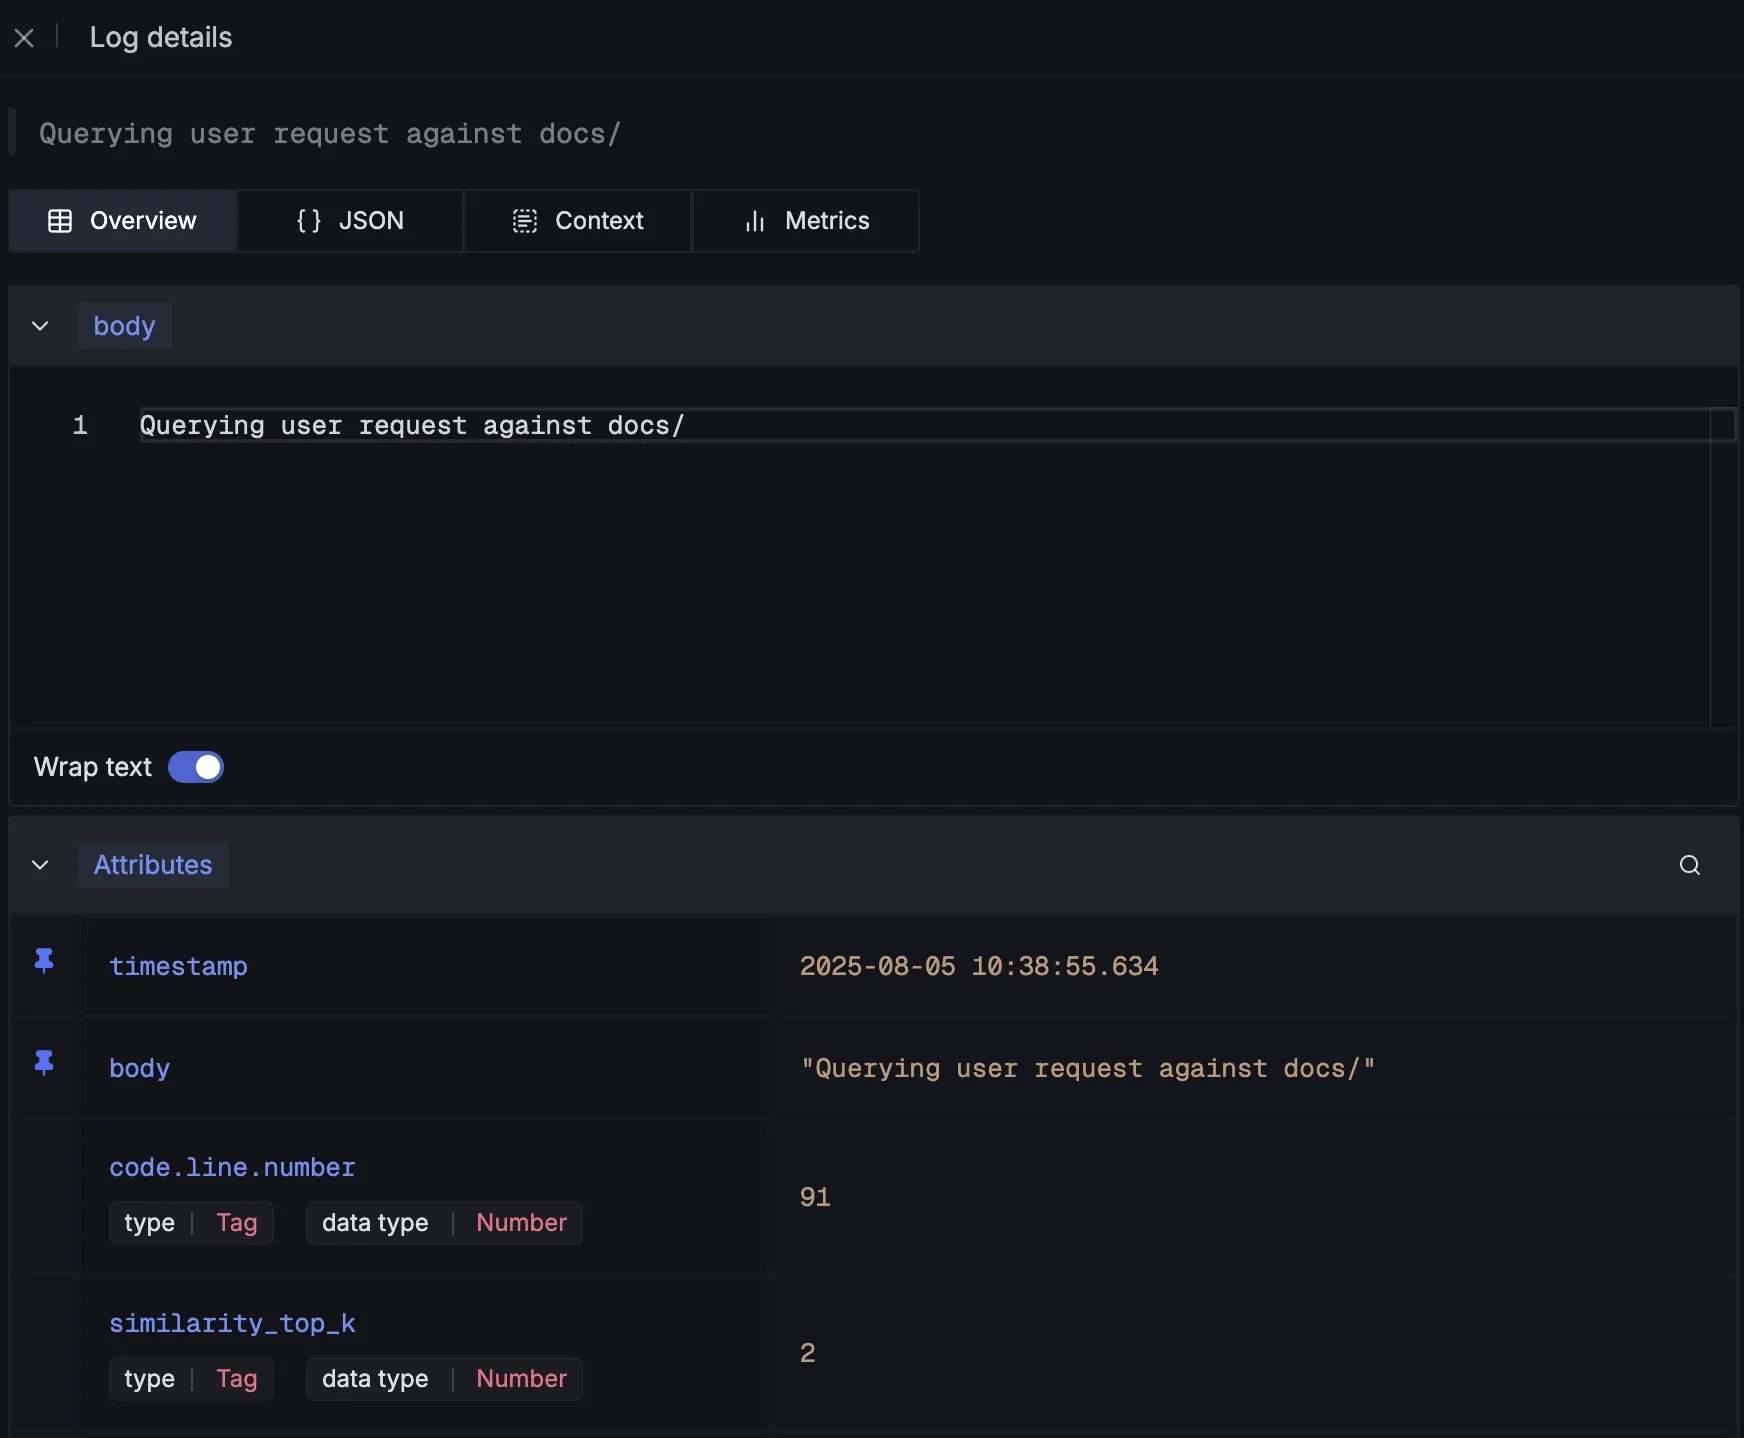 Log details
Querying user request against docs/
Overview
{ } JSON
Context
Metrics
body
1 Querying user request against docs/
Wrap text
Attributes
timestamp 2025-08-05 10:38:55.634
body "Querying user request against docs/"
code.line.number
type | Tag data type | Number
91
similarity_top_k
type | Tag data type | Number
2